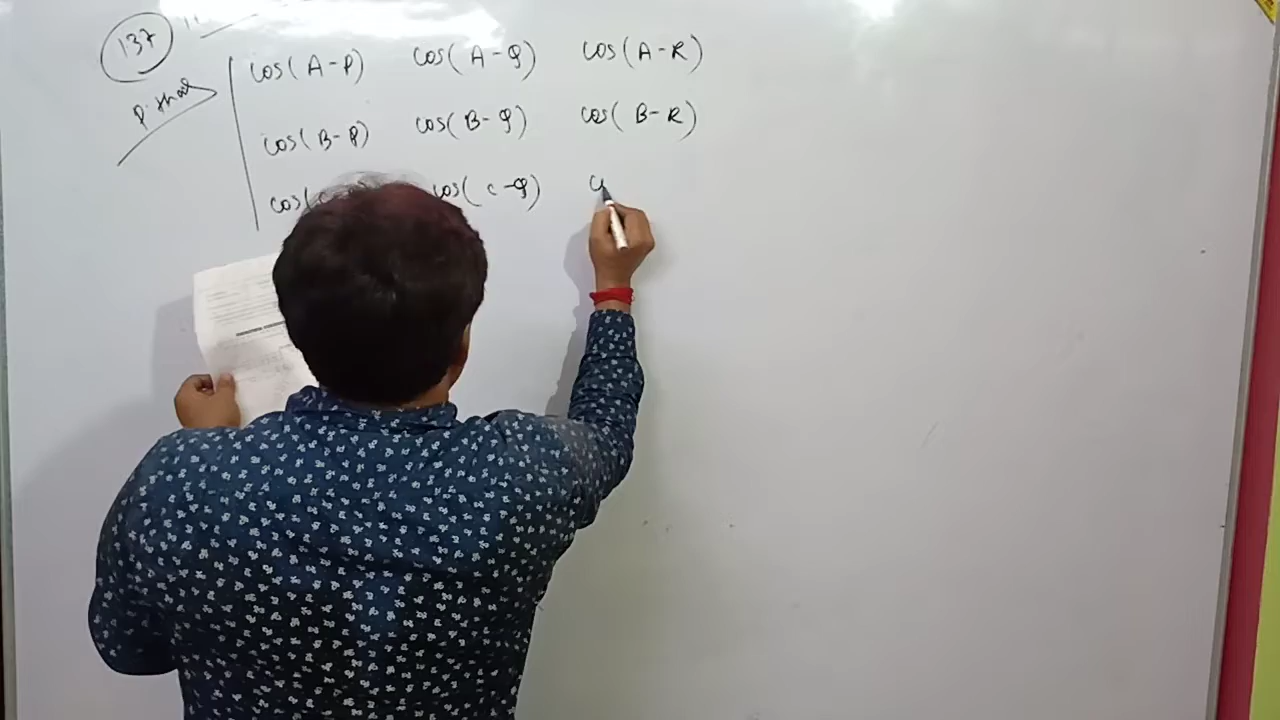 137
P. that
cos(A-P) cos(A-Q) cos(A-R)
cos(B-P) cos(B-Q) cos(B-R)
cos(c cos(c-Q)